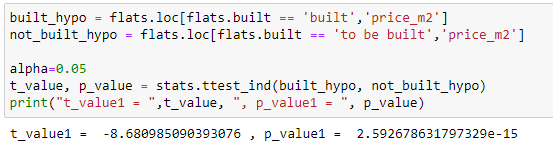 built_hypo = flats.loc[flats.built == 'built','price_m2']
not_built_hypo = flats.loc[flats.built == 'to be built','price_m2']
alpha=0.05
t_value, p_value = stats.ttest_ind(built_hypo, not_built_hypo)
print("t_value1 = ",t_value, ", p_value1 = ", p_value)
t_value1 =  -8.680985090393076 , p_value1 =  2.592678631797329e-15